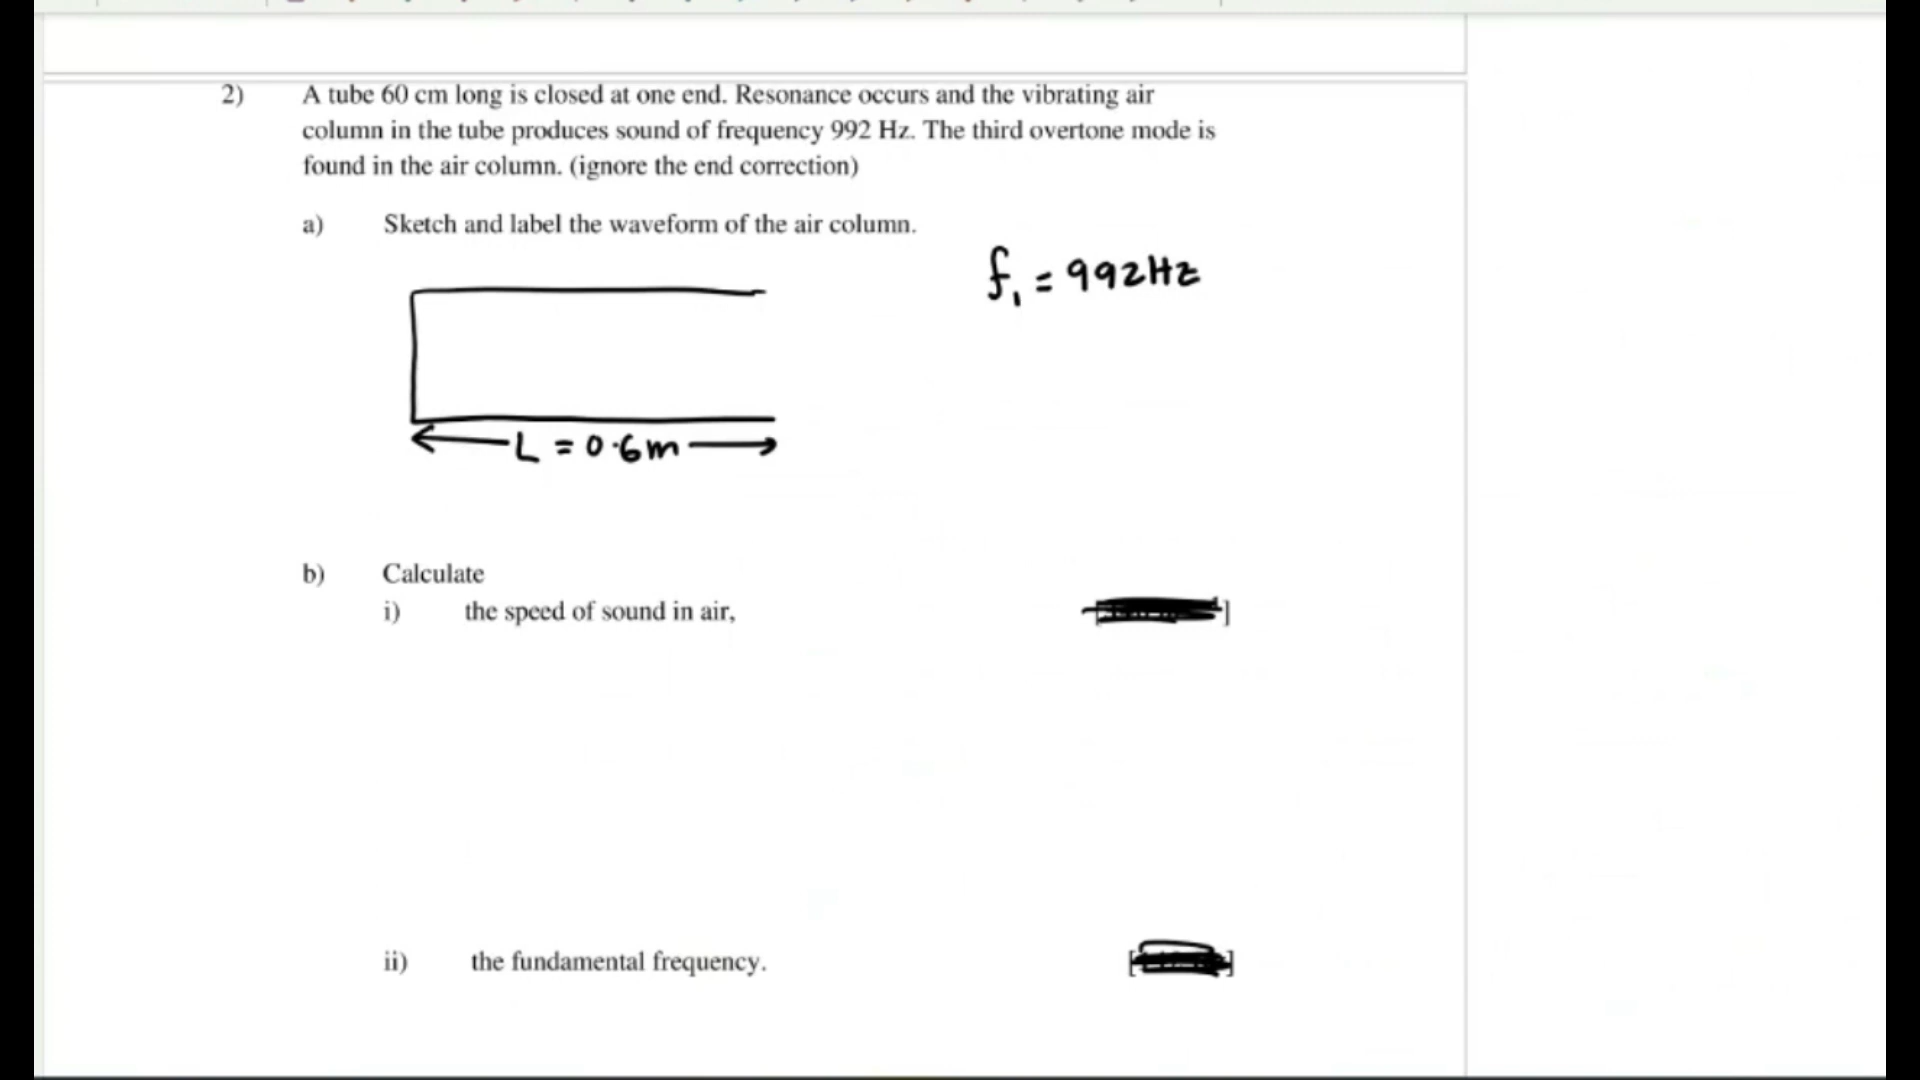 2) A tube 60 cm long is closed at one end. Resonance occurs and the vibrating air
column in the tube produces sound of frequency 992 Hz. The third overtone mode is
found in the air column. (ignore the end correction)
a) Sketch and label the waveform of the air column.
f₁ = 992Hz
L = 0.6m
b) Calculate
i) the speed of sound in air,
ii) the fundamental frequency.